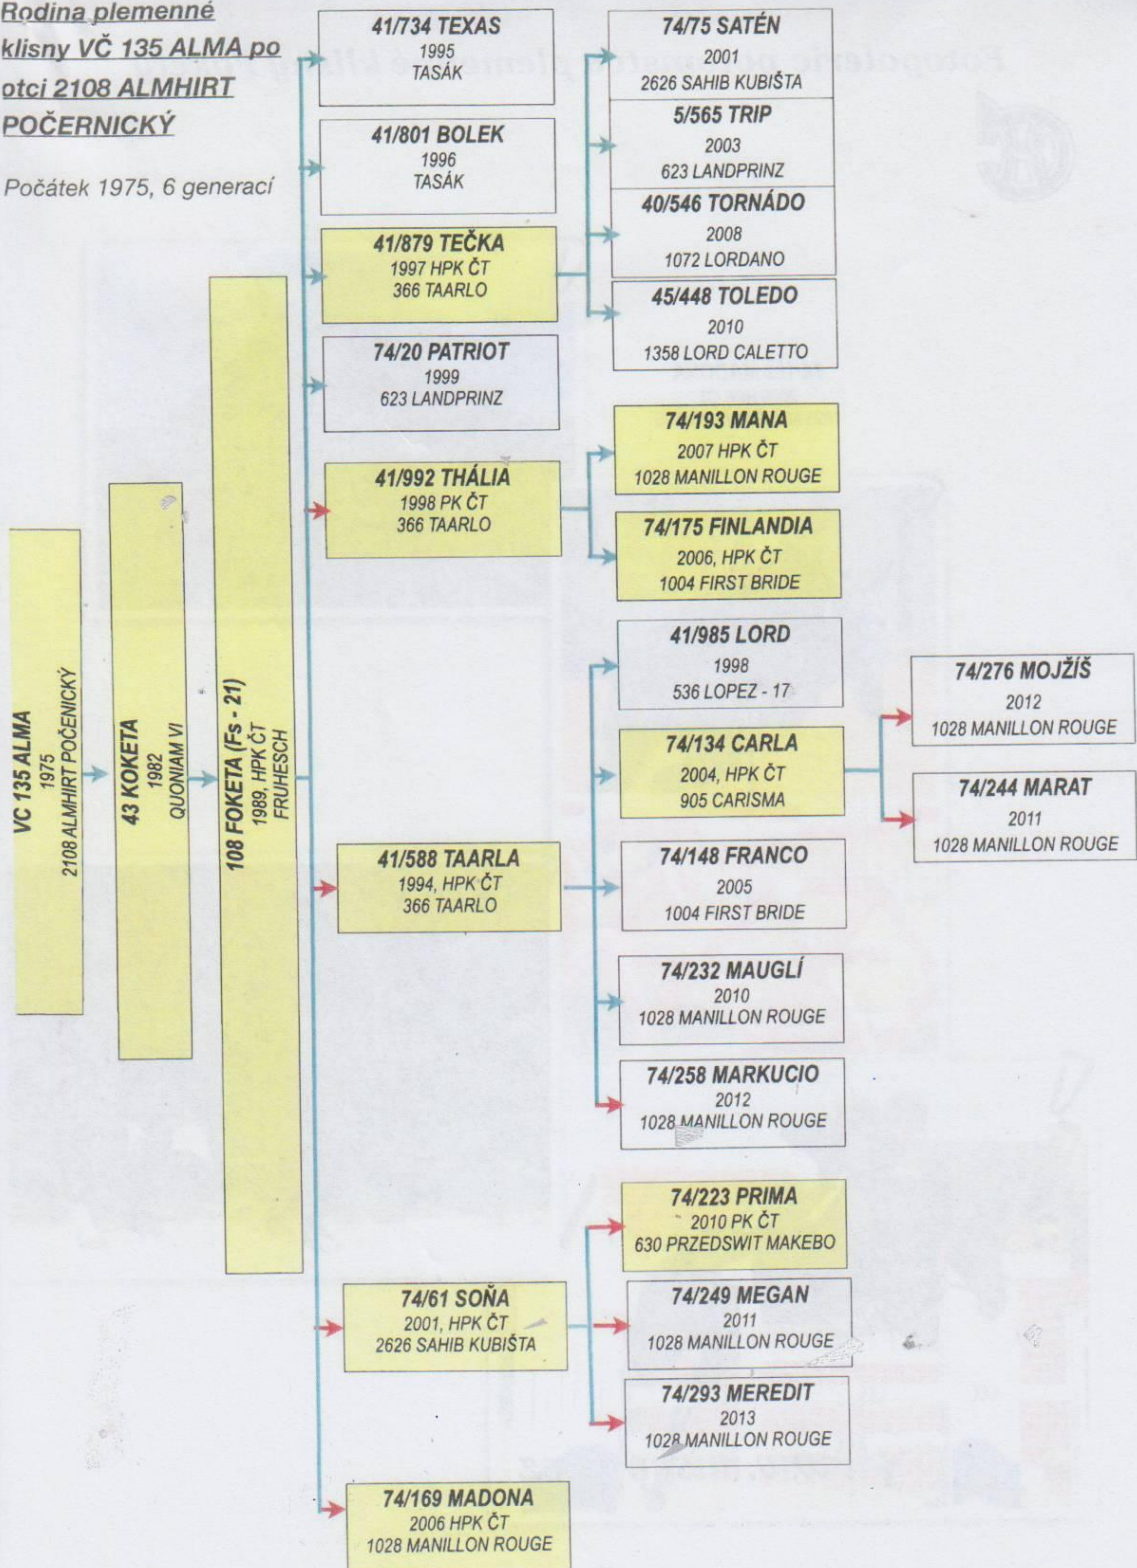 Rodina plemenné
klisny VČ 135 ALMA po
otci 2108 ALMHIRT
POČERNICKÝ
Počátek 1975, 6 generací
VC 135 ALMA
1975
2108 ALMHIRT POČENICKÝ
43 KOKETA
1982
QUONIAM VI
108 FOKETA (Fs - 21)
1989, HPK ČT
FRUHESCH
41/734 TEXAS
1995
TASÁK
41/801 BOLEK
1996
TASÁK
41/879 TEČKA
1997 HPK ČT
366 TAARLO
74/20 PATRIOT
1999
623 LANDPRINZ
41/992 THÁLIA
1998 PK ČT
366 TAARLO
41/588 TAARLA
1994, HPK ČT
366 TAARLO
74/61 SOŇA
2001, HPK ČT
2626 SAHIB KUBIŠTA
74/169 MADONA
2006 HPK ČT
1028 MANILLON ROUGE
74/75 SATÉN
2001
2626 SAHIB KUBIŠTA
5/565 TRIP
2003
623 LANDPRINZ
40/546 TORNÁDO
2008
1072 LORDANO
45/448 TOLEDO
2010
1358 LORD CALETTO
74/193 MANA
2007 HPK ČT
1028 MANILLON ROUGE
74/175 FINLANDIA
2006, HPK ČT
1004 FIRST BRIDE
41/985 LORD
1998
536 LOPEZ - 17
74/134 CARLA
2004, HPK ČT
905 CARISMA
74/148 FRANCO
2005
1004 FIRST BRIDE
74/232 MAUGLÍ
2010
1028 MANILLON ROUGE
74/258 MARKUCIO
2012
1028 MANILLON ROUGE
74/223 PRIMA
2010 PK ČT
630 PRZEDSWIT MAKEBO
74/249 MEGAN
2011
1028 MANILLON ROUGE
74/293 MEREDIT
2013
1028 MANILLON ROUGE
74/276 MOJŽÍŠ
2012
1028 MANILLON ROUGE
74/244 MARAT
2011
1028 MANILLON ROUGE